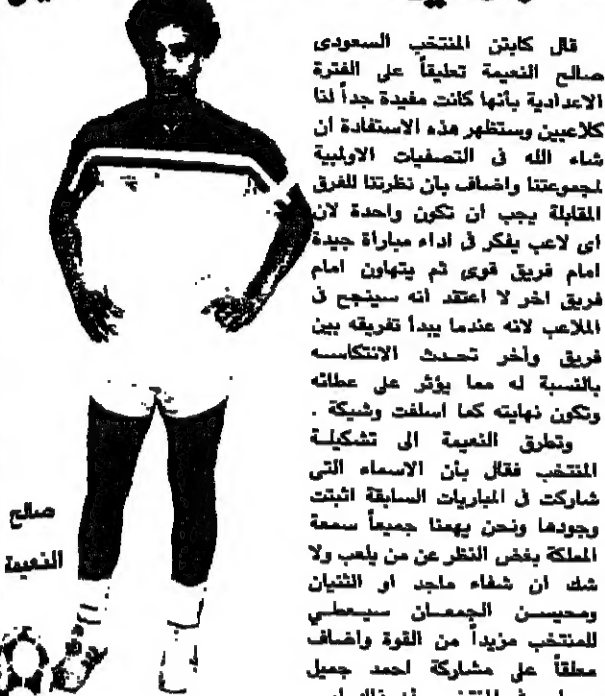 قال كابتن المنتخب السعودى
صالح النعيمة تعليقاً على الفترة
الاعدادية بأنها كانت مفيدة جداً لنا
كلاعبين وستظهر هذه الاستفادة ان
شاء الله في التصفيات الاولمبية
لمجموعتنا واضاف بان نظرتنا للفرق
المقابلة يجب ان تكون واحدة لان
اى لاعب يفكر في اداء مباراة جيدة
امام فريق قوى ثم يتهاون امام
فريق اخر لا اعتقد انه سينجح في
الملاعب لانه عندما يبدأ تفريقه بين
فريق وأخر تحدث الانتكاسه
بالنسبة له مما يؤثر على عطائه
وتكون نهايته كما اسلفت وشيكة .
وتطرق النعيمة الى تشكيلة
المنتخب فقال بأن الاسماء التى
شاركت في المباريات السابقة اثبتت
وجودها ونحن يهمنا جميعاً سمعة
المملكة بغض النظر عن من يلعب ولا
شك ان شفاء ماجد او الثنيان
ومحيسن الجمعان سيعطي
للمنتخب مزيداً من القوة واضاف
معلقاً على مشاركة احمد جميل
صالح
النعيمة